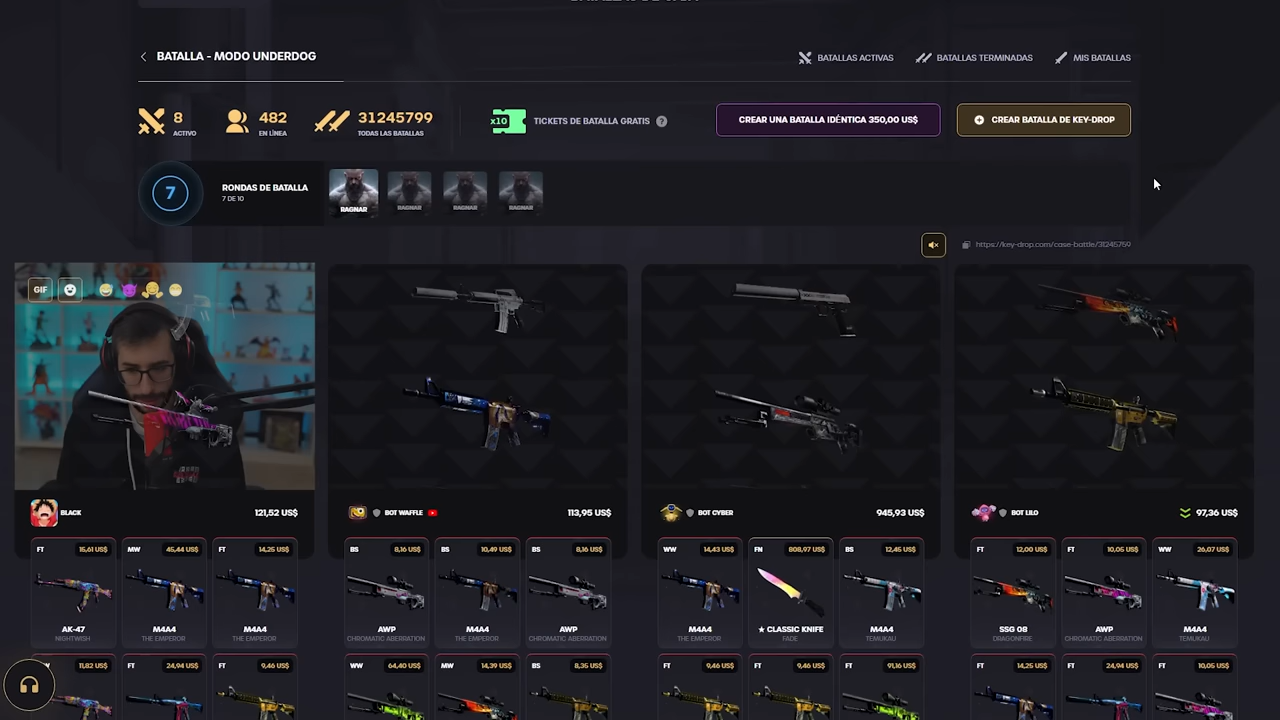 BATALLA - MODO UNDERDOG
BATALLAS ACTIVAS
BATALLAS TERMINADAS
MIS BATALLAS
8
ACTIVO
482
EN LÍNEA
31245799
TODAS LAS BATALLAS
x10
TICKETS DE BATALLA GRATIS ?
CREAR UNA BATALLA IDÉNTICA 350,00 US$
CREAR BATALLA DE KEY-DROP
7
RONDAS DE BATALLA
7 DE 10
RAGNAR
RAGNAR
RAGNAR
RAGNAR
https://key-drop.com/case-battle/31245759
GIF
BLACK
121,52 US$
BOT WAFFLE
113,95 US$
BOT CYBER
945,93 US$
BOT LILO
97,36 US$
FT 15,61 US$
MW 45,44 US$
FT 14,25 US$
BS 8,16 US$
BS 10,49 US$
BS 8,16 US$
WW 14,43 US$
FN 808,97 US$
BS 12,45 US$
FT 12,00 US$
FT 10,05 US$
WW 26,07 US$
AK-47
NIGHTWISH
M4A4
THE EMPEROR
M4A4
THE EMPEROR
AWP
CHROMATIC ABERRATION
M4A4
THE EMPEROR
AWP
CHROMATIC ABERRATION
M4A4
THE EMPEROR
★ CLASSIC KNIFE
FADE
M4A4
TEMUKAU
SSG 08
DRAGONFIRE
AWP
CHROMATIC ABERRATION
M4A4
TEMUKAU
11,82 US$
FT 24,94 US$
FT 9,46 US$
WW 64,40 US$
MW 14,39 US$
BS 8,35 US$
FT 9,46 US$
FT 9,46 US$
FT 91,16 US$
FT 14,25 US$
FT 24,94 US$
FT 10,05 US$